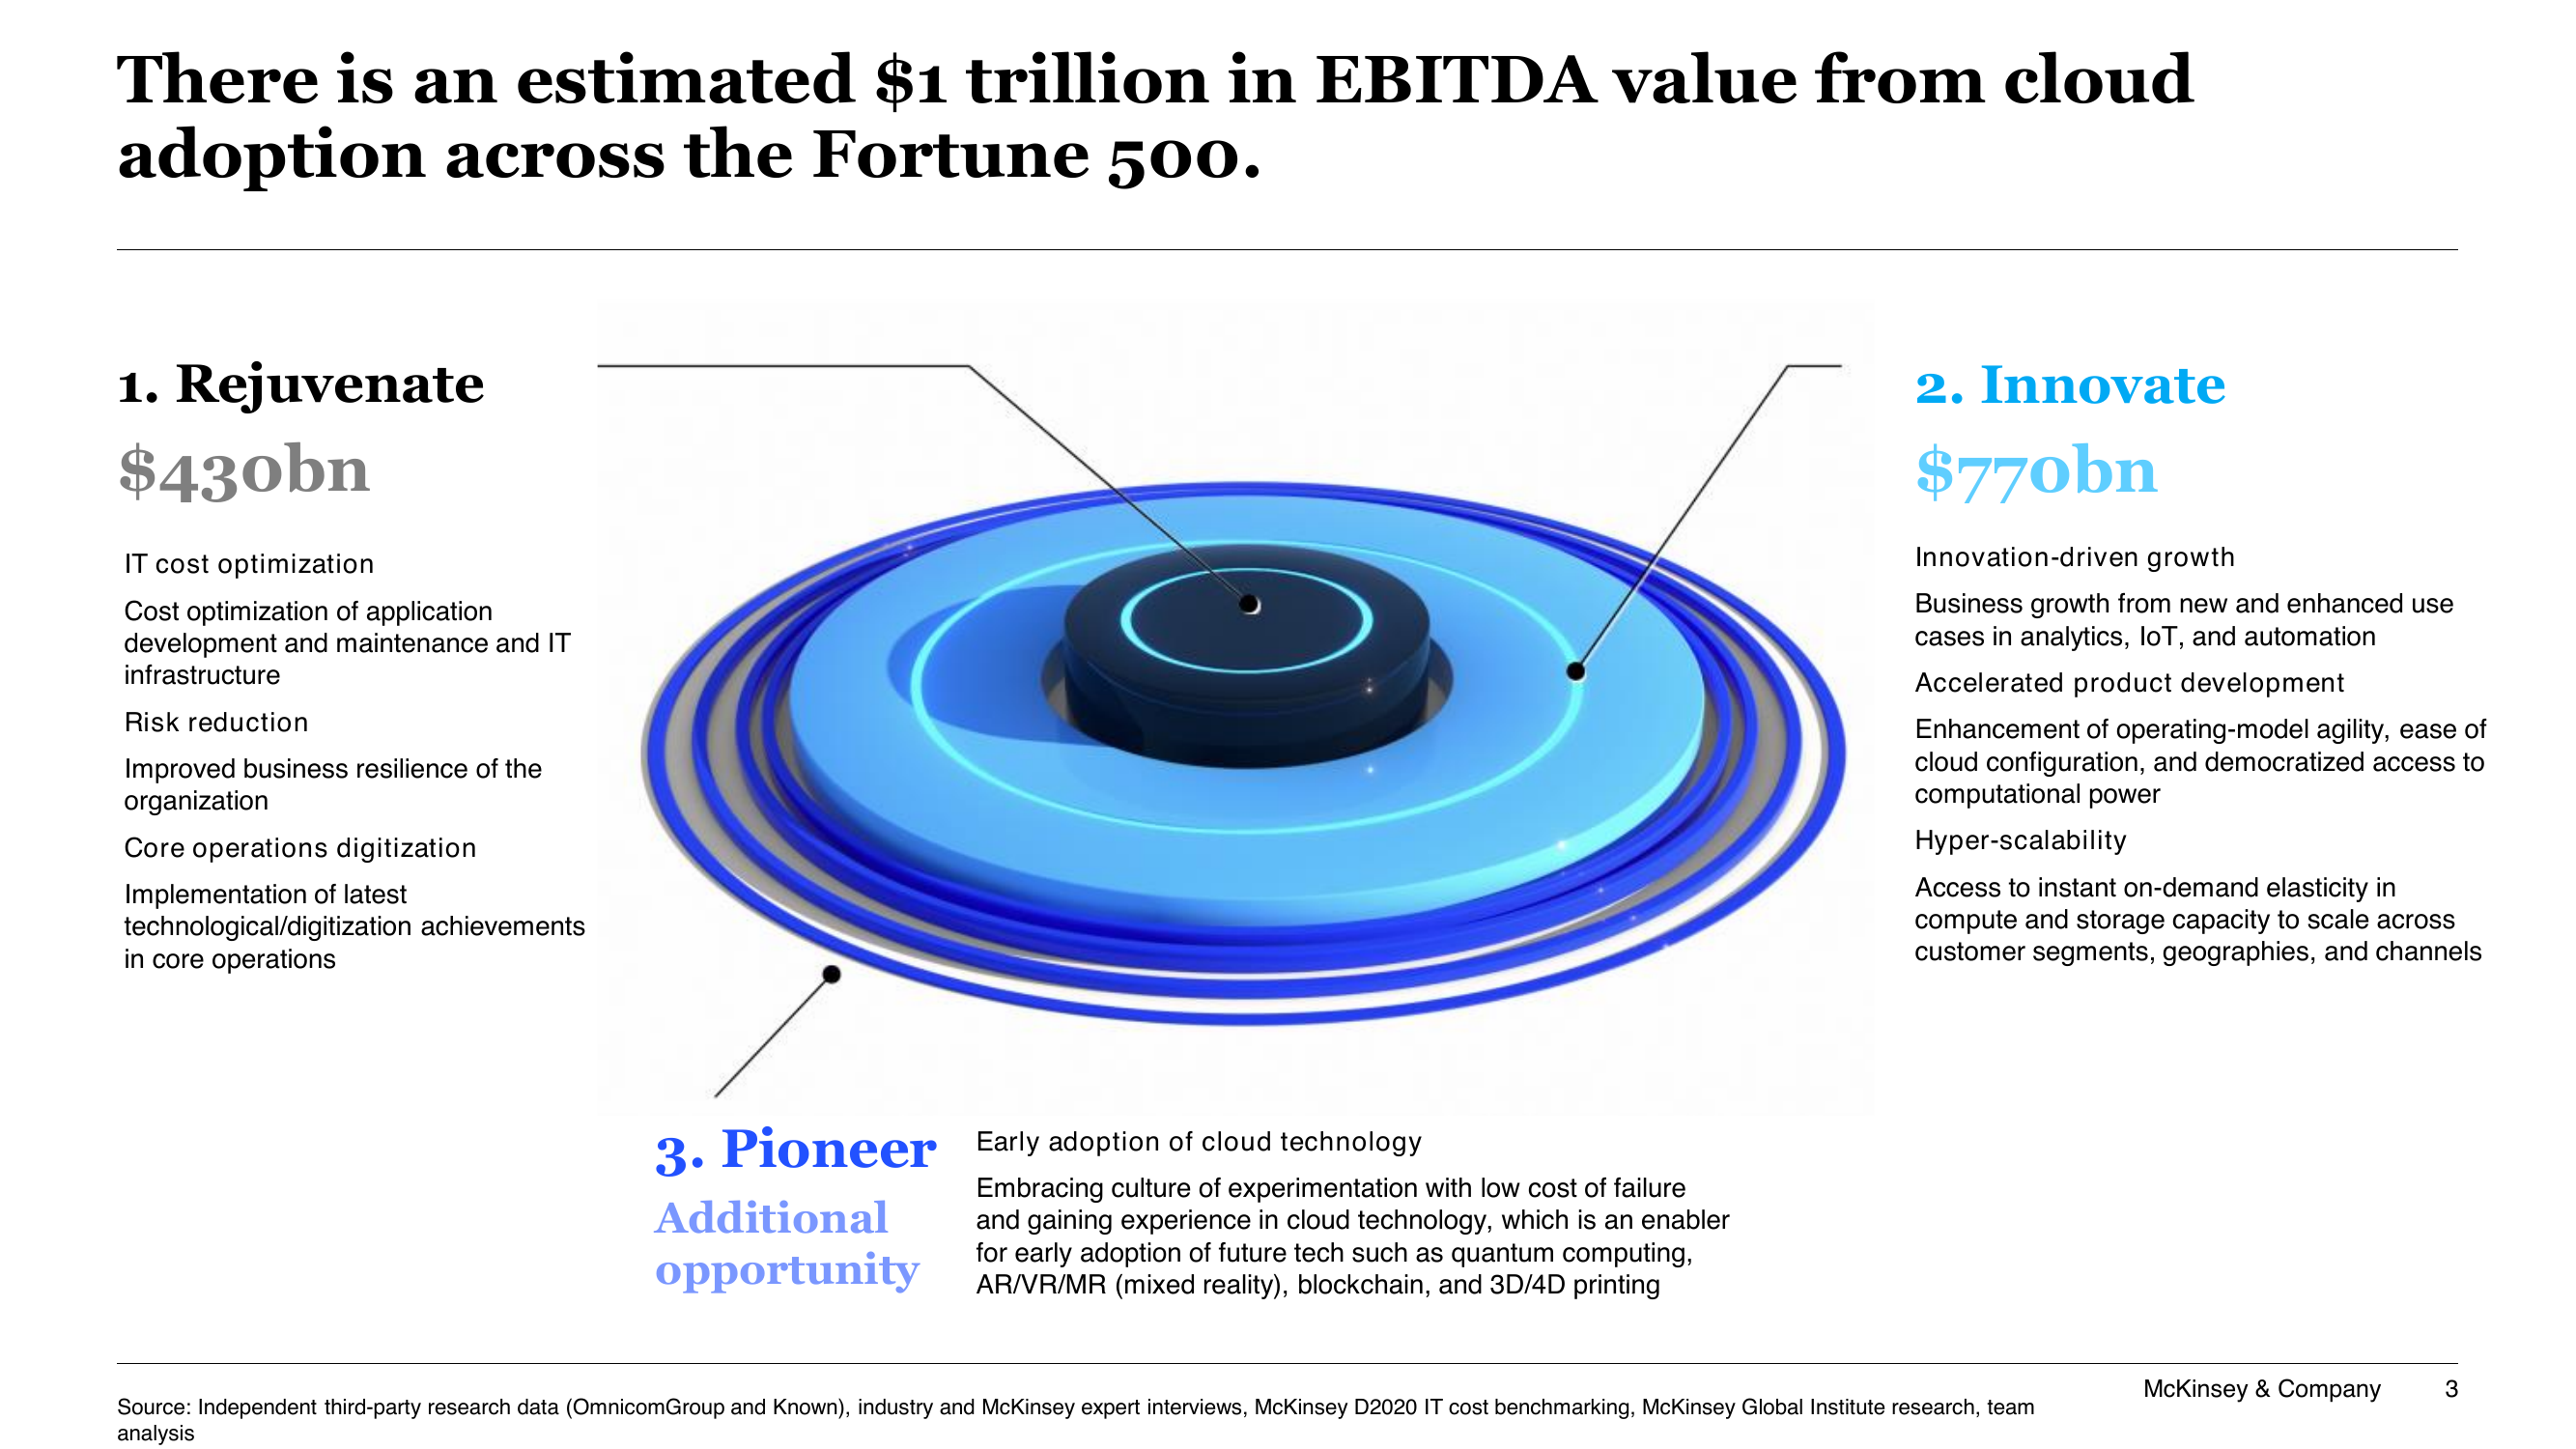 There is an estimated $1 trillion in EBITDA value from cloud
adoption across the Fortune 500.
1. Rejuvenate
$430bn
IT cost optimization
Cost optimization of application
development and maintenance and IT
infrastructure
Risk reduction
Improved business resilience of the
organization
Core operations digitization
Implementation of latest
technological/digitization achievements
in core operations
2. Innovate
$770bn
Innovation-driven growth
Business growth from new and enhanced use
cases in analytics, IoT, and automation
Accelerated product development
Enhancement of operating-model agility, ease of
cloud configuration, and democratized access to
computational power
Hyper-scalability
Access to instant on-demand elasticity in
compute and storage capacity to scale across
customer segments, geographies, and channels
3. Pioneer
Additional
opportunity
Early adoption of cloud technology
Embracing culture of experimentation with low cost of failure
and gaining experience in cloud technology, which is an enabler
for early adoption of future tech such as quantum computing,
AR/VR/MR (mixed reality), blockchain, and 3D/4D printing
Source: Independent third-party research data (OmnicomGroup and Known), industry and McKinsey expert interviews, McKinsey D2020 IT cost benchmarking, McKinsey Global Institute research, team
analysis
McKinsey & Company 3